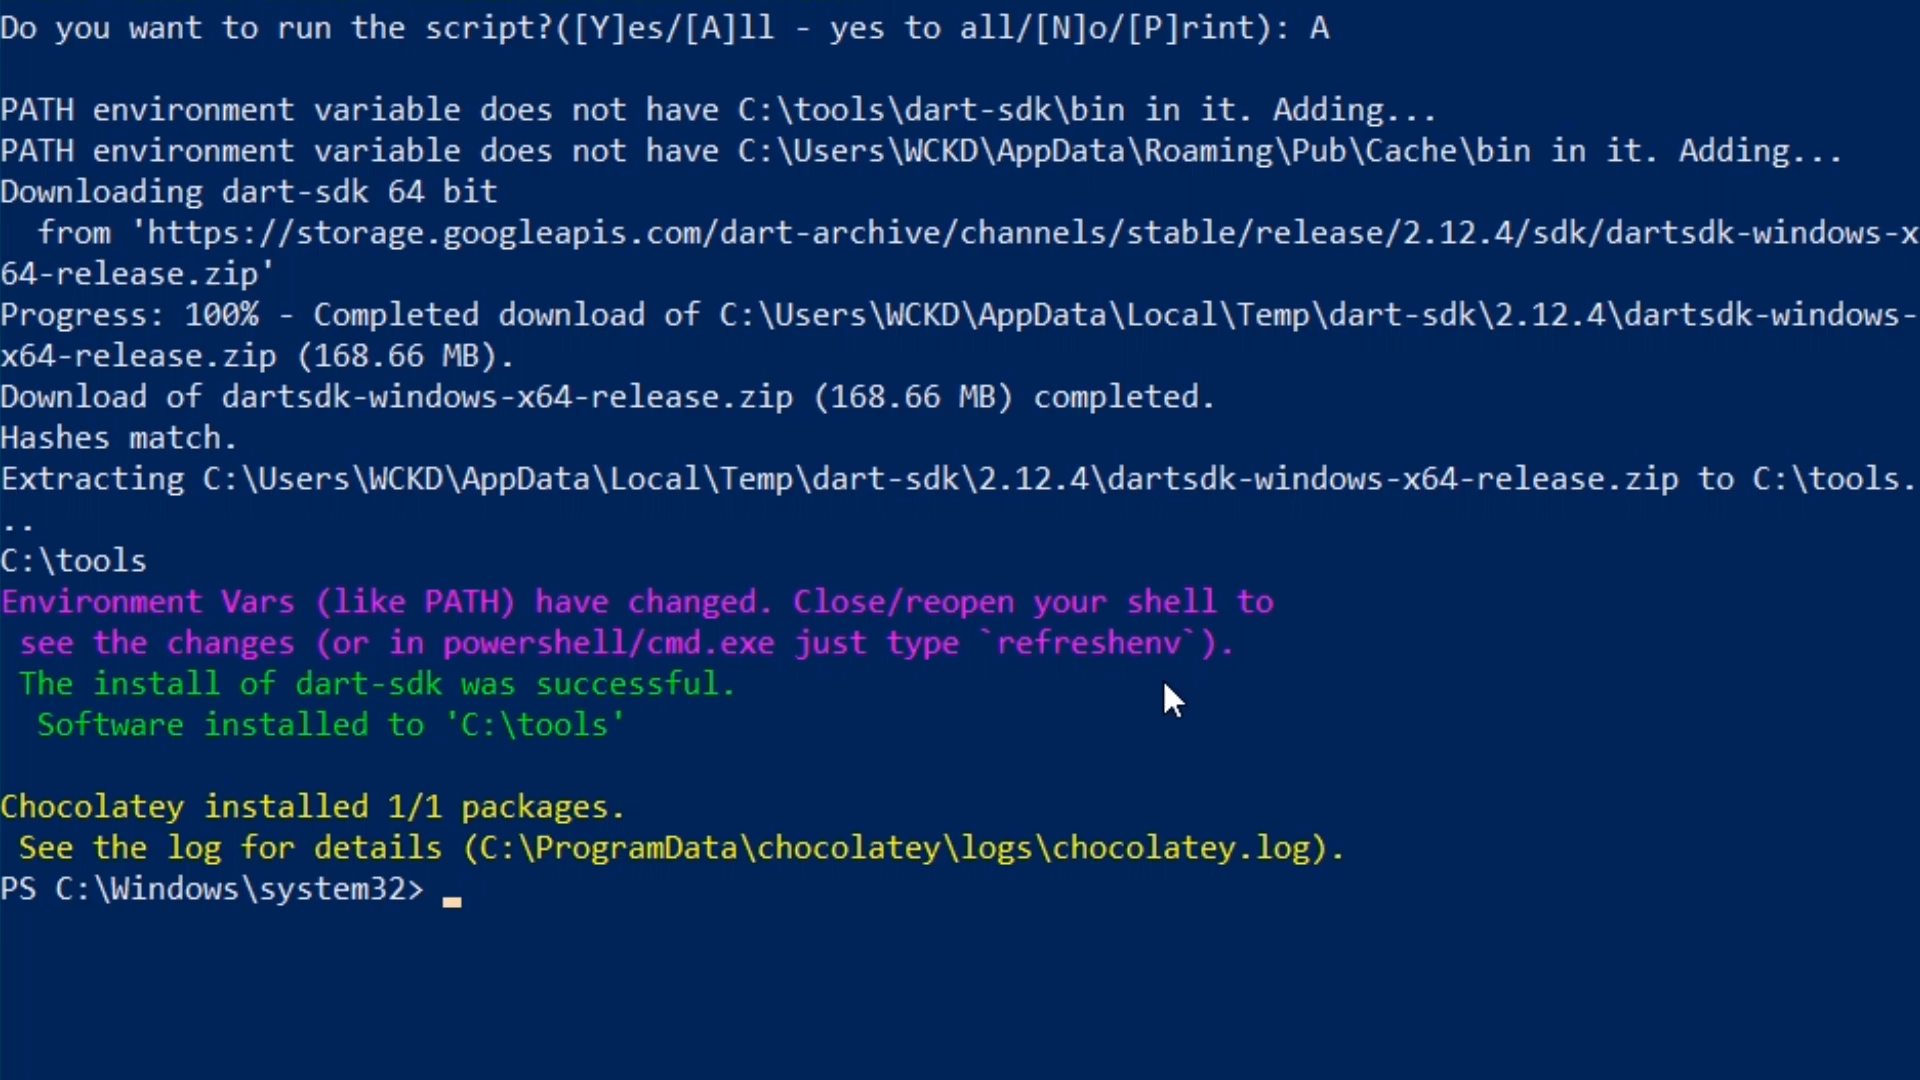 Do you want to run the script?([Y]es/[A]ll - yes to all/[N]o/[P]rint): A
PATH environment variable does not have C:\tools\dart-sdk\bin in it. Adding...
PATH environment variable does not have C:\Users\WCKD\AppData\Roaming\Pub\Cache\bin in it. Adding...
Downloading dart-sdk 64 bit
  from 'https://storage.googleapis.com/dart-archive/channels/stable/release/2.12.4/sdk/dartsdk-windows-x
64-release.zip'
Progress: 100% - Completed download of C:\Users\WCKD\AppData\Local\Temp\dart-sdk\2.12.4\dartsdk-windows-
x64-release.zip (168.66 MB).
Download of dartsdk-windows-x64-release.zip (168.66 MB) completed.
Hashes match.
Extracting C:\Users\WCKD\AppData\Local\Temp\dart-sdk\2.12.4\dartsdk-windows-x64-release.zip to C:\tools.
..
C:\tools
Environment Vars (like PATH) have changed. Close/reopen your shell to
 see the changes (or in powershell/cmd.exe just type `refreshenv`).
 The install of dart-sdk was successful.
  Software installed to 'C:\tools'
Chocolatey installed 1/1 packages.
 See the log for details (C:\ProgramData\chocolatey\logs\chocolatey.log).
PS C:\Windows\system32>